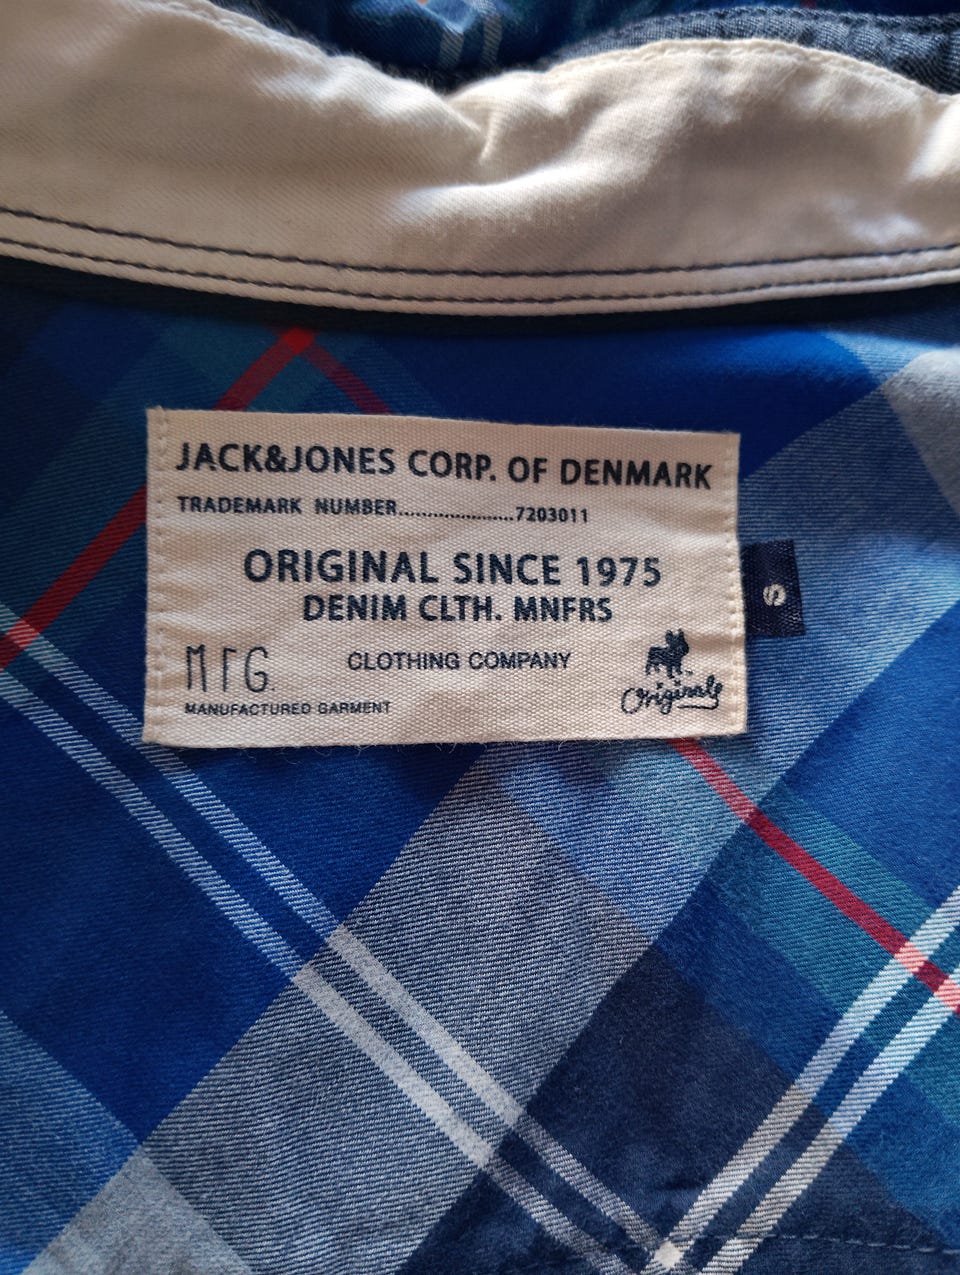 JACK&JONES CORP. OF DENMARK
TRADEMARK NUMBER.....................7203011
ORIGINAL SINCE 1975
DENIM CLTH. MNFRS
MFG.
CLOTHING COMPANY
MANUFACTURED GARMENT
Originals
S